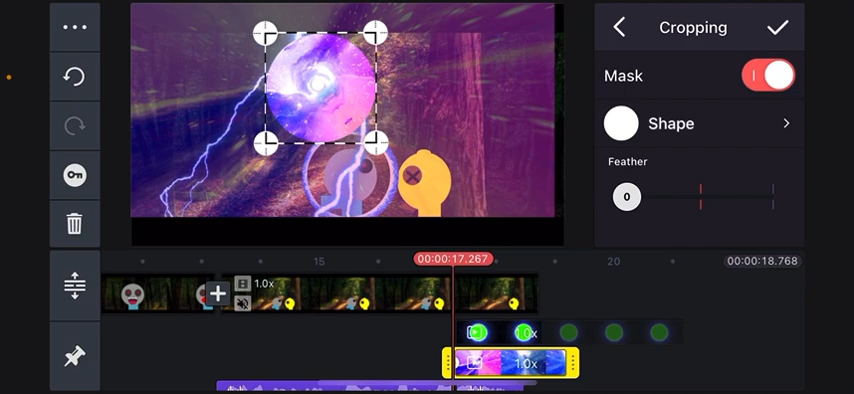 Cropping
Mask
Shape
Feather
0
15
00:00:17.267
20
00:00:18.768
1.0x
1.0x
1.0x